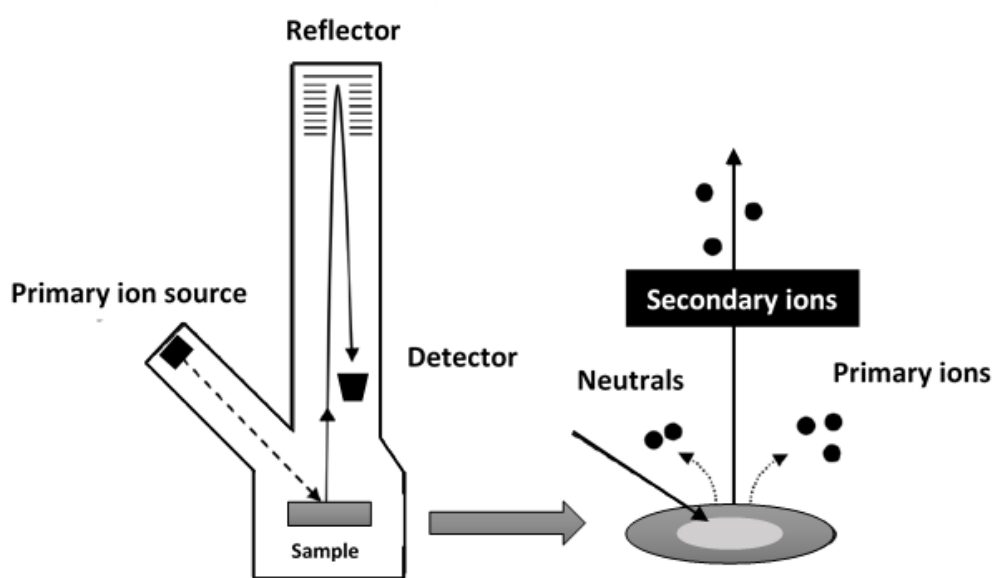 Reflector
Primary ion source
Detector
Sample
Secondary ions
Neutrals
Primary ions